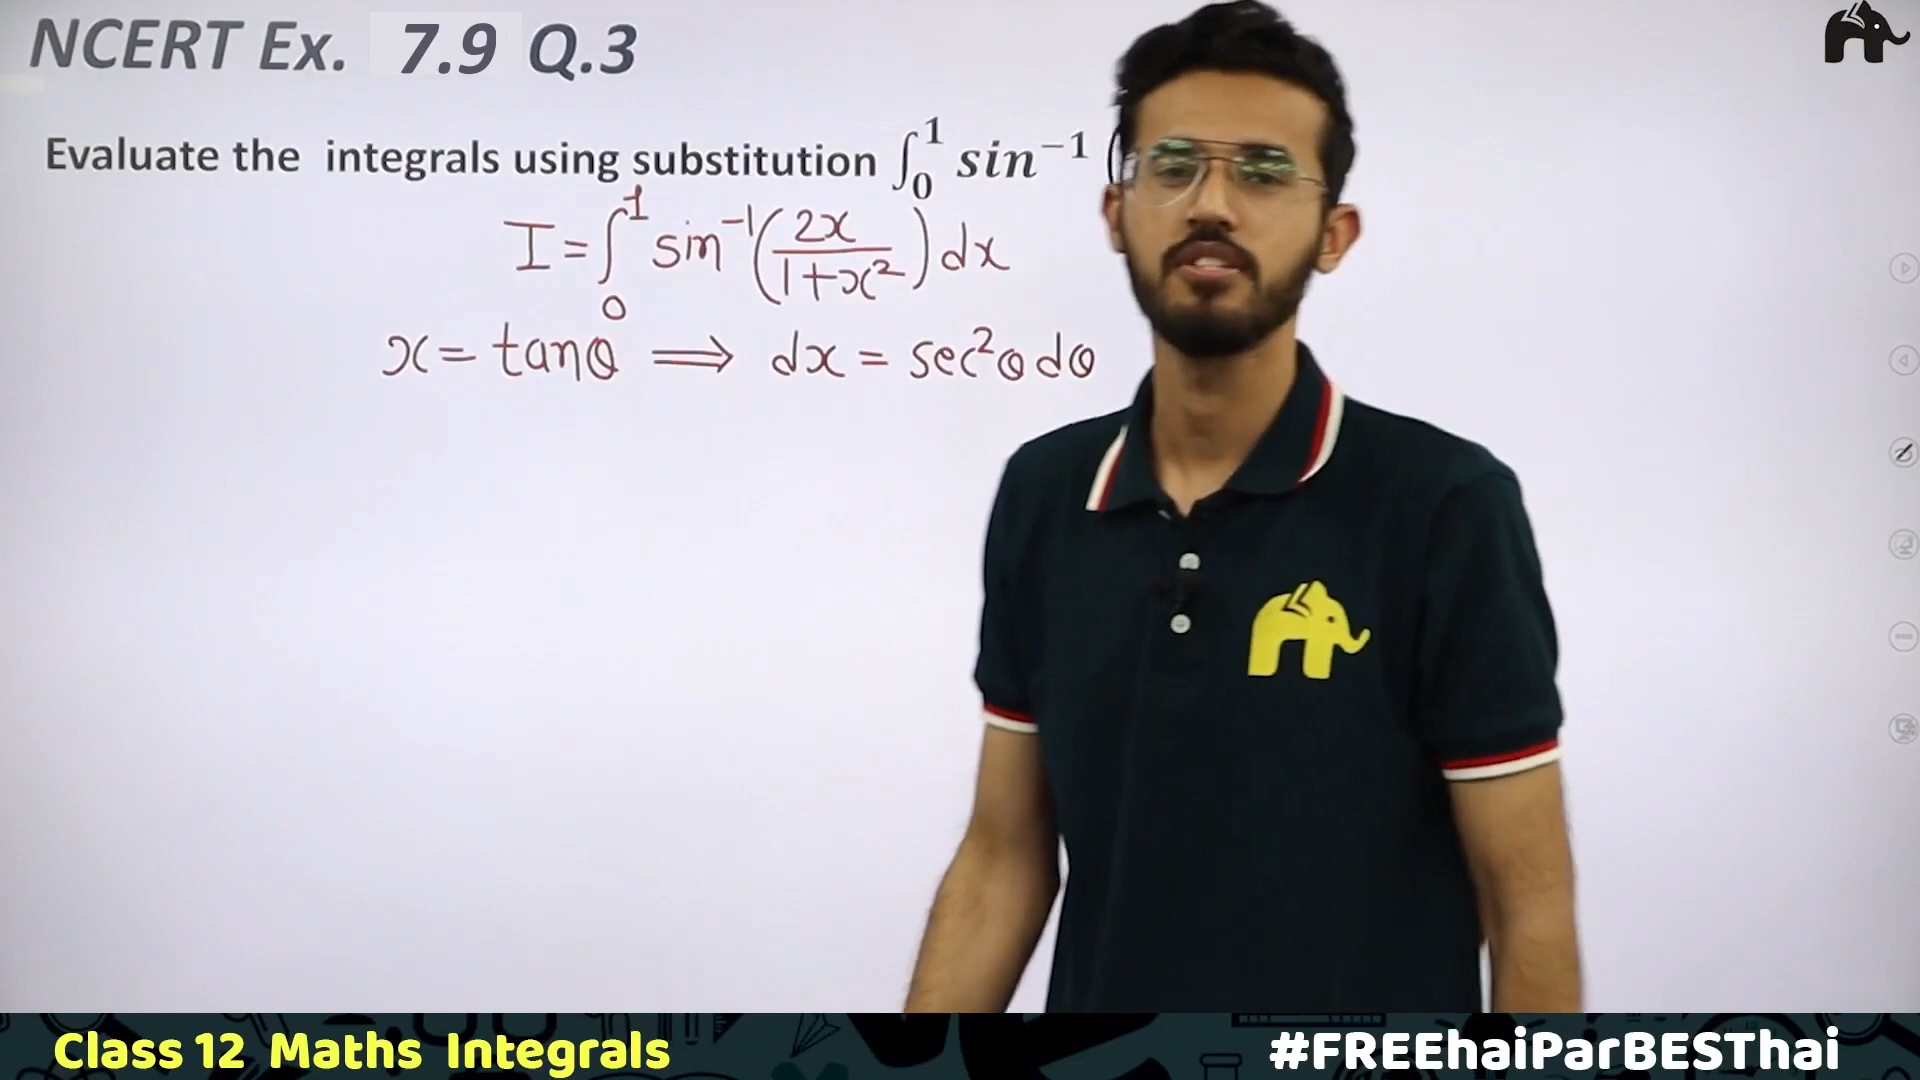 NCERT Ex. 7.9 Q.3
Evaluate the integrals using substitution ∫₀¹ sin⁻¹ (
I = ∫₀¹ sin⁻¹(2x/(1+x²)) dx
x = tanθ ⟹ dx = sec²θ dθ
Class 12 Maths Integrals
#FREEhaiParBESThai